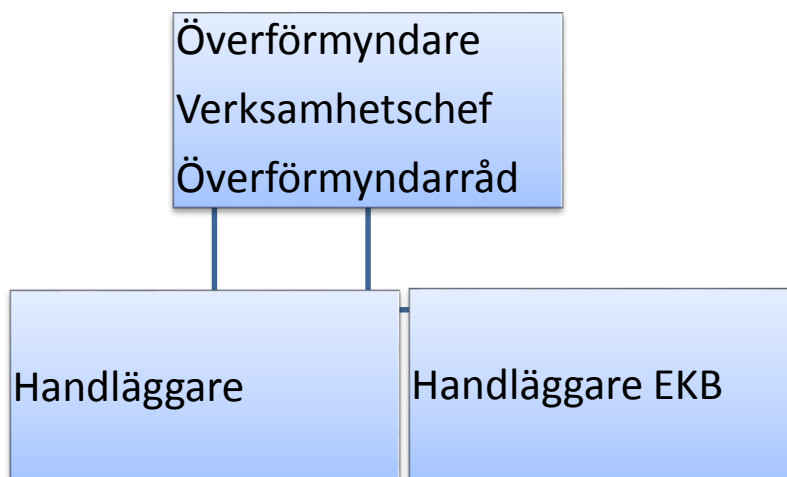 Överförmyndare
Verksamhetschef
Överförmyndarråd
Handläggare
Handläggare EKB